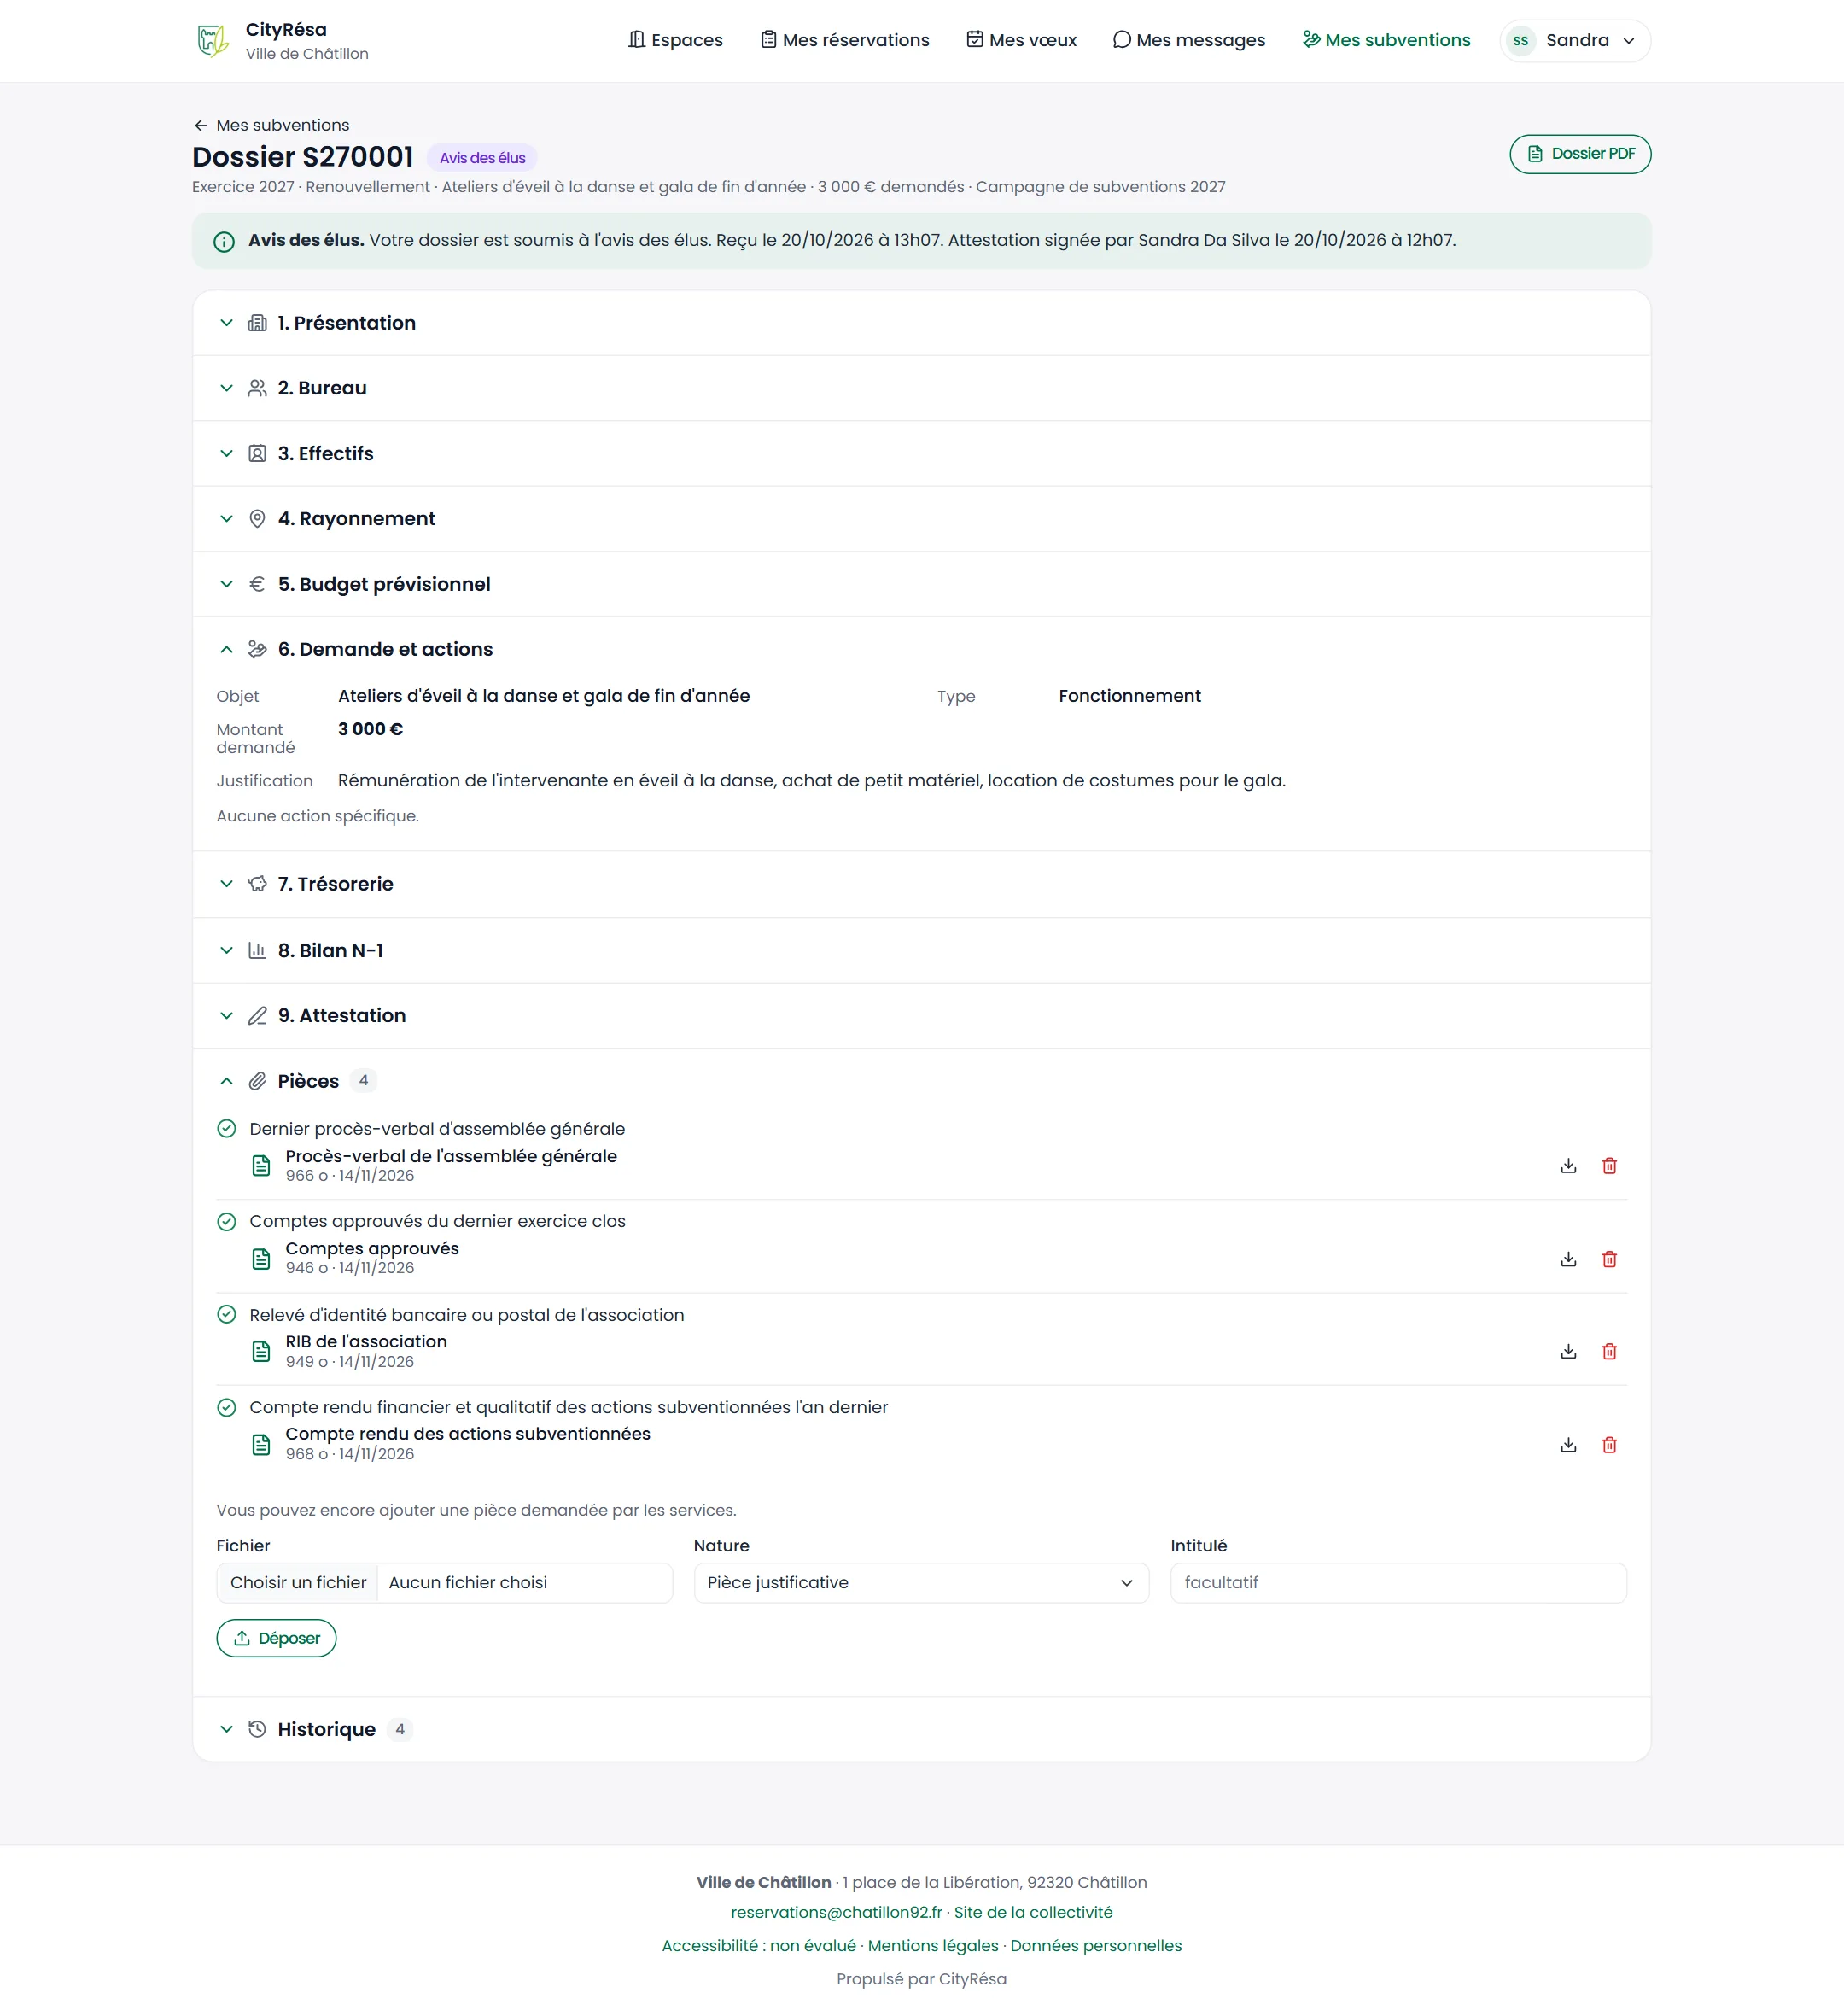 CityRésa
Ville de Châtillon
Espaces
Mes réservations
Mes vœux
Mes messages
Mes subventions
SS
Sandra
Mes subventions
Dossier S270001
Avis des élus
Dossier PDF
Exercice 2027 · Renouvellement · Ateliers d'éveil à la danse et gala de fin d'année · 3 000 € demandés · Campagne de subventions 2027
Avis des élus. Votre dossier est soumis à l'avis des élus. Reçu le 20/10/2026 à 13h07. Attestation signée par Sandra Da Silva le 20/10/2026 à 12h07.
1. Présentation
2. Bureau
3. Effectifs
4. Rayonnement
5. Budget prévisionnel
6. Demande et actions
Objet
Ateliers d'éveil à la danse et gala de fin d'année
Type
Fonctionnement
Montant
demandé
3 000 €
Justification
Rémunération de l'intervenante en éveil à la danse, achat de petit matériel, location de costumes pour le gala.
Aucune action spécifique.
7. Trésorerie
8. Bilan N-1
9. Attestation
Pièces
4
Dernier procès-verbal d'assemblée générale
Procès-verbal de l'assemblée générale
966 o · 14/11/2026
Comptes approuvés du dernier exercice clos
Comptes approuvés
946 o · 14/11/2026
Relevé d'identité bancaire ou postal de l'association
RIB de l'association
949 o · 14/11/2026
Compte rendu financier et qualitatif des actions subventionnées l'an dernier
Compte rendu des actions subventionnées
968 o · 14/11/2026
Vous pouvez encore ajouter une pièce demandée par les services.
Fichier
Nature
Intitulé
Choisir un fichier
Aucun fichier choisi
Pièce justificative
facultatif
Déposer
Historique
4
Ville de Châtillon · 1 place de la Libération, 92320 Châtillon
reservations@chatillon92.fr · Site de la collectivité
Accessibilité : non évalué · Mentions légales · Données personnelles
Propulsé par CityRésa